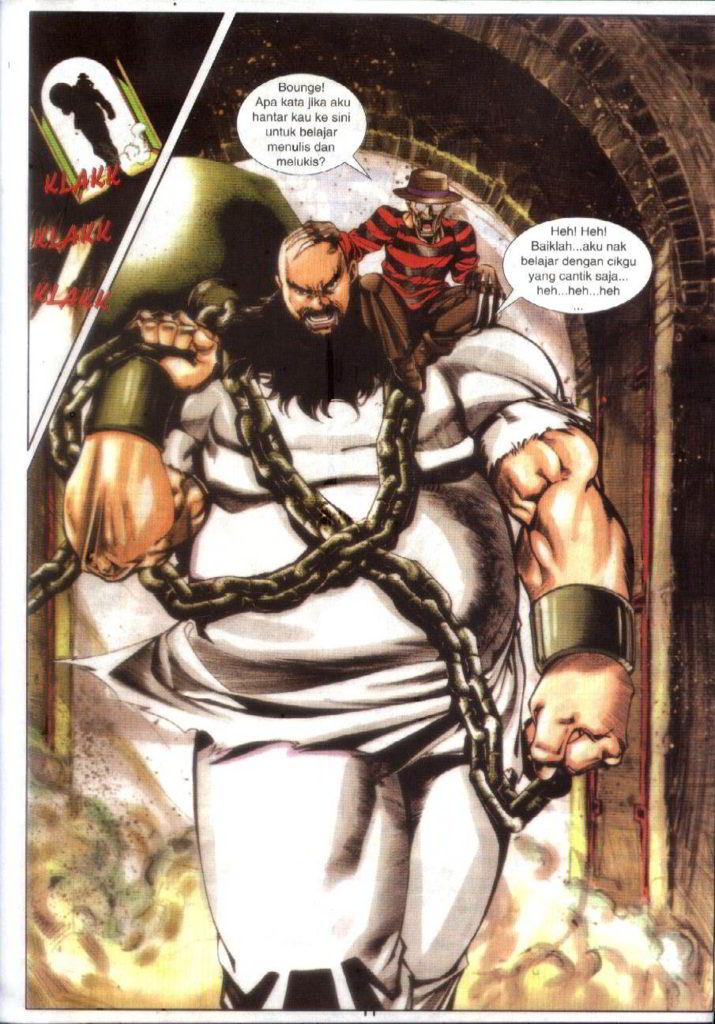 KLAKK
KLAKK
KLAKK
Bounge!
Apa kata jika aku
hantar kau ke sini
untuk belajar
menulis dan
melukis?
Heh! Heh!
Baiklah...aku nak
belajar dengan cikgu
yang cantik saja...
heh...heh...heh
...